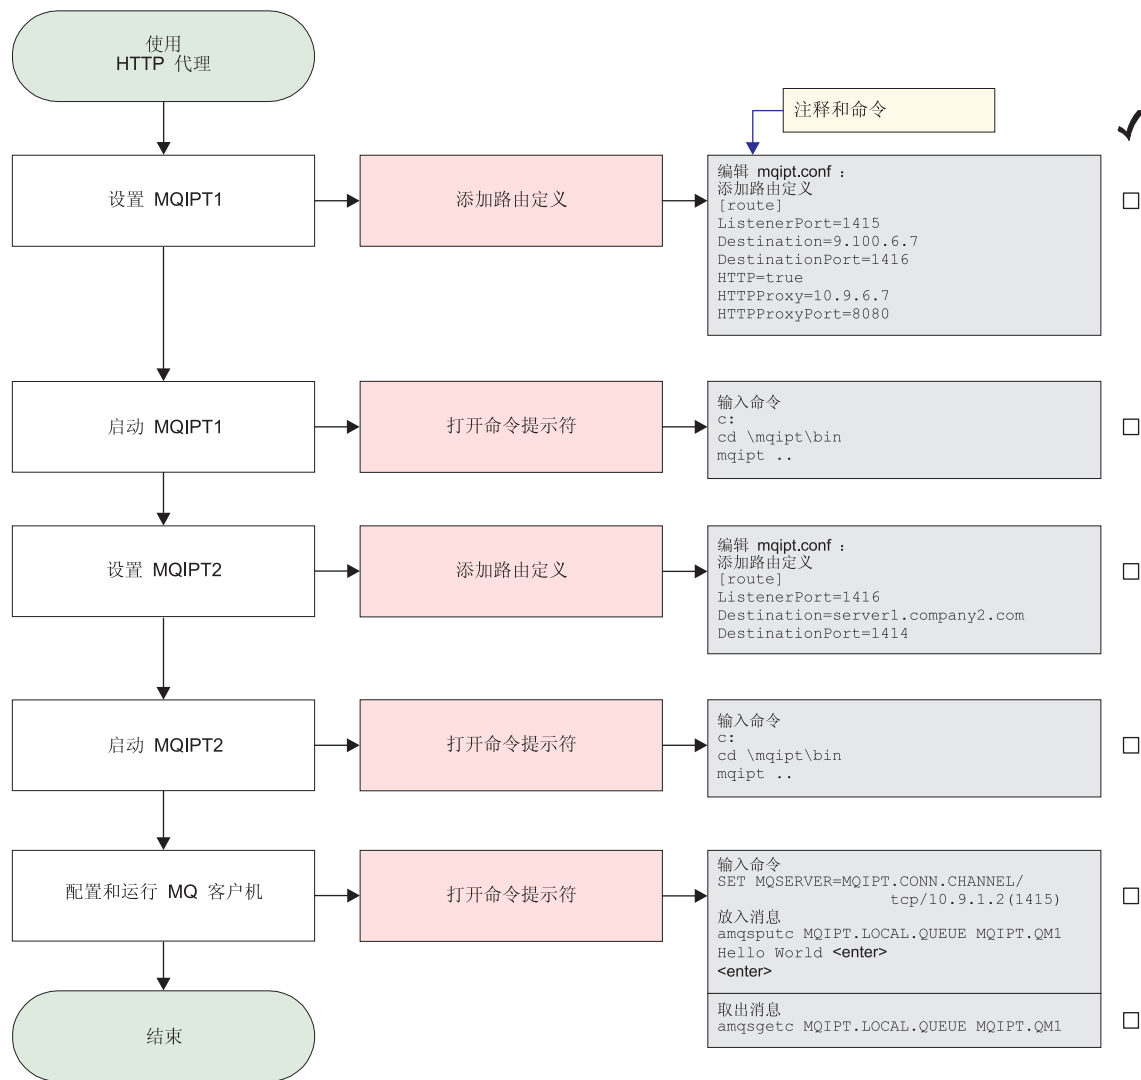 使用
HTTP 代理
注释和命令
设置 MQIPT1
添加路由定义
编辑 mqipt.conf :
添加路由定义
[route]
ListenerPort=1415
Destination=9.100.6.7
DestinationPort=1416
HTTP=true
HTTPProxy=10.9.6.7
HTTPProxyPort=8080
启动 MQIPT1
打开命令提示符
输入命令
c:
cd \mqipt\bin
mqipt ..
设置 MQIPT2
添加路由定义
编辑 mqipt.conf :
添加路由定义
[route]
ListenerPort=1416
Destination=server1.company2.com
DestinationPort=1414
启动 MQIPT2
打开命令提示符
输入命令
c:
cd \mqipt\bin
mqipt ..
配置和运行 MQ 客户机
打开命令提示符
输入命令
SET MQSERVER=MQIPT.CONN.CHANNEL/
tcp/10.9.1.2(1415)
放入消息
amqsputc MQIPT.LOCAL.QUEUE MQIPT.QM1
Hello World <enter>
<enter>
取出消息
amqsgetc MQIPT.LOCAL.QUEUE MQIPT.QM1
结束